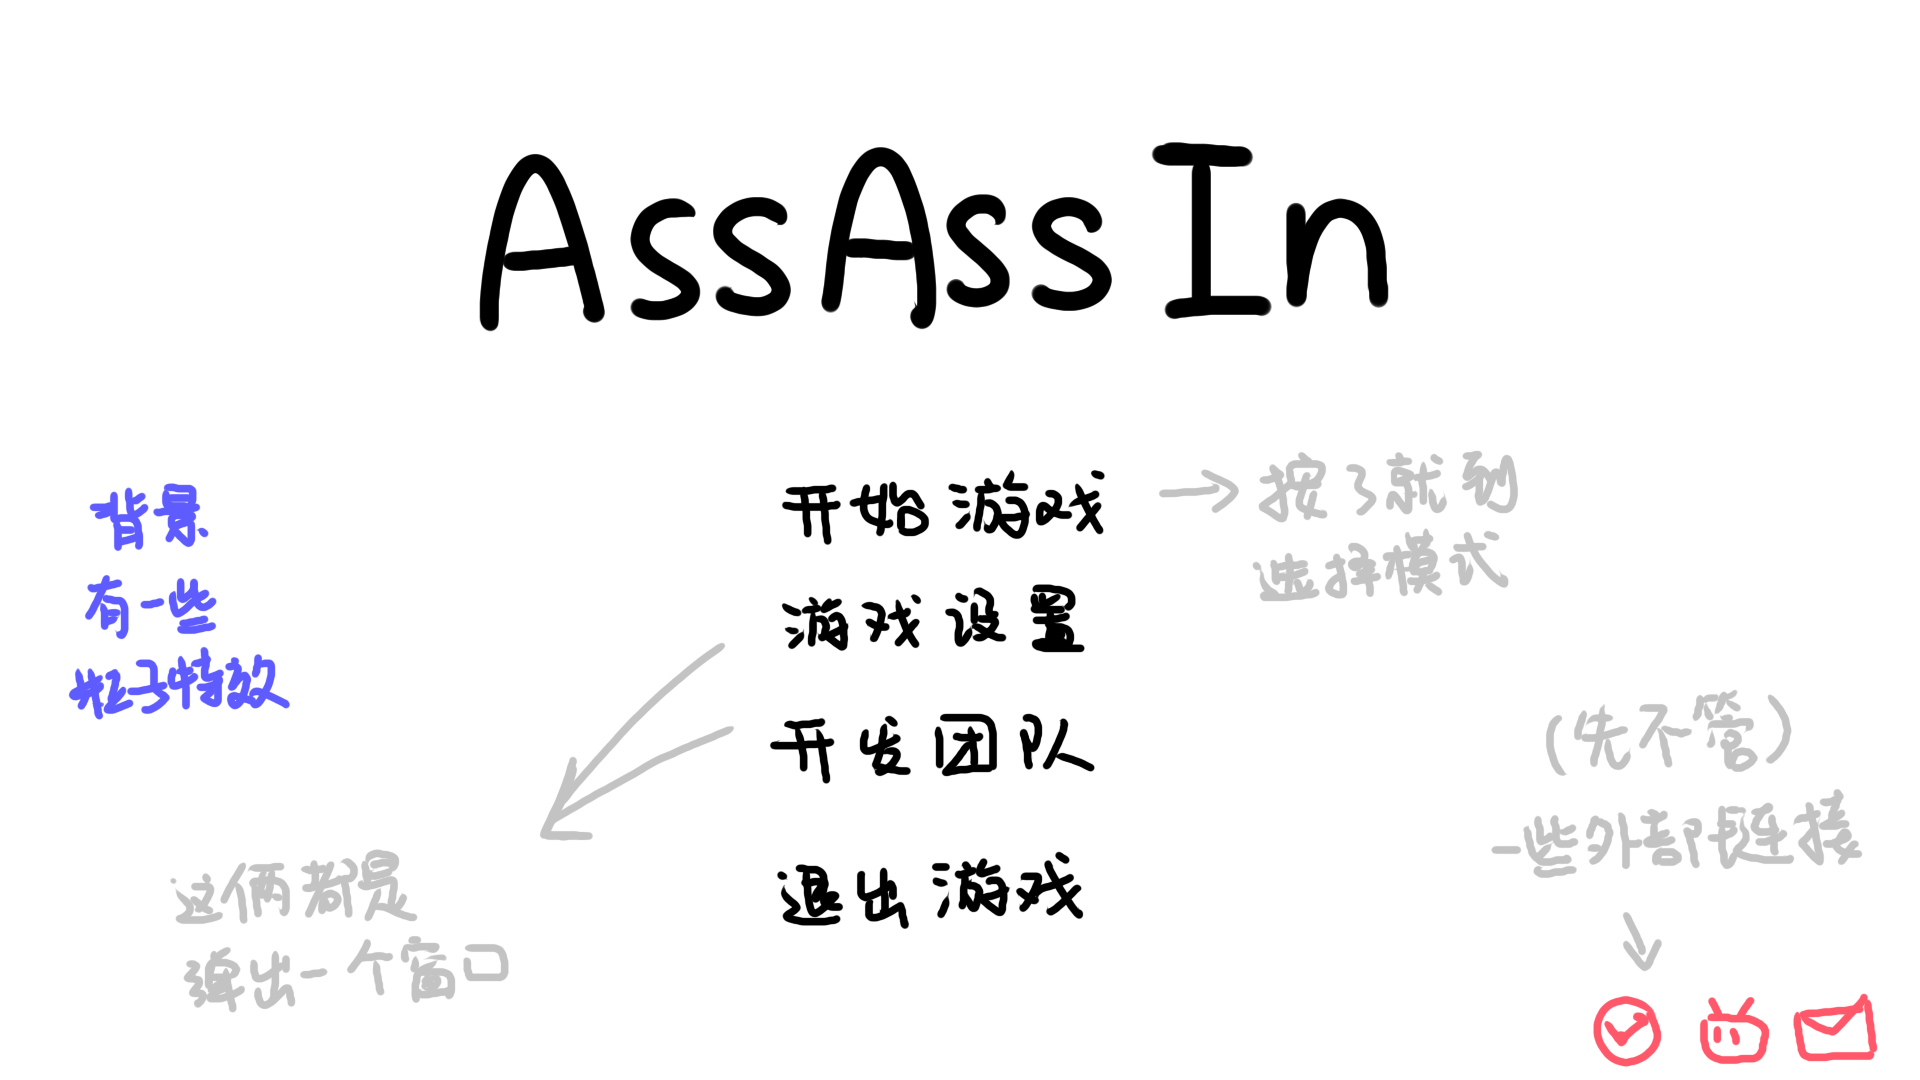 AssAssIn
开始游戏
按了就到
选择模式
背景
有一些
粒子特效
游戏设置
开发团队
(先不管)
一些外部链接
退出游戏
这俩都是
弹出一个窗口